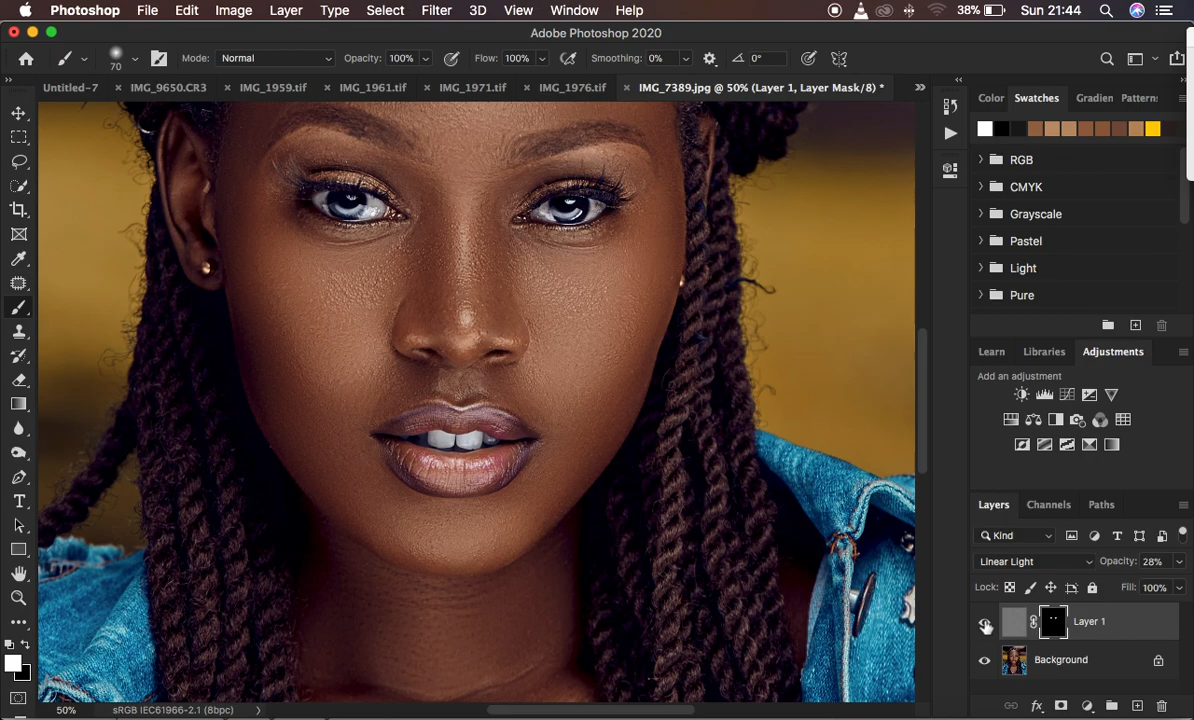 Photoshop File Edit Image Layer Type Select Filter 3D View Window Help 38% Sun 21:44
Adobe Photoshop 2020
70 Mode: Normal Opacity: 100% Flow: 100% Smoothing: 0% 0°
Untitled-7 × IMG_9650.CR3 × IMG_1959.tif × IMG_1961.tif × IMG_1971.tif × IMG_1976.tif × IMG_7389.jpg @ 50% (Layer 1, Layer Mask/8) *
Color Swatches Gradien Patterns
RGB
CMYK
Grayscale
Pastel
Light
Pure
Learn Libraries Adjustments
Add an adjustment
Layers Channels Paths
Kind
Linear Light Opacity: 28%
Lock: Fill: 100%
Layer 1
Background
fx
50% sRGB IEC61966-2.1 (8bpc)